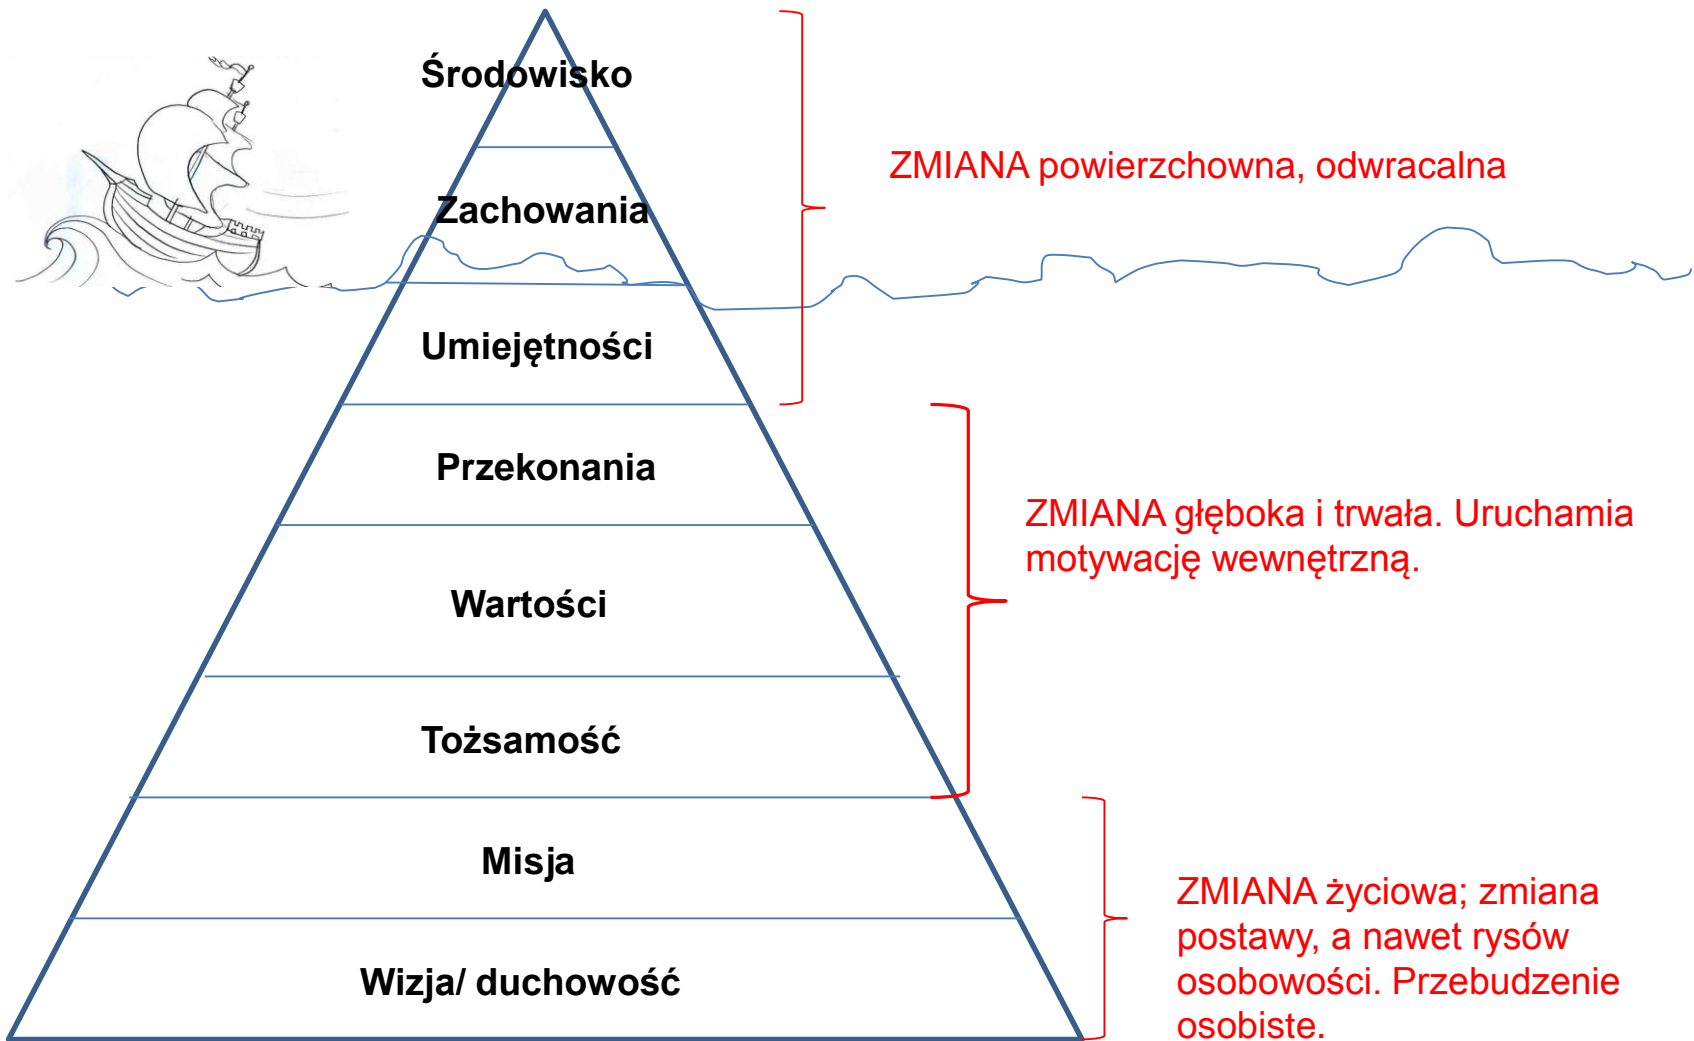 Środowisko
ZMIANA powierzchowna, odwracalna
Zachowania
Umiejętności
Przekonania
ZMIANA głęboka i trwała. Uruchamia
motywację wewnętrzną.
Wartości
Tożsamość
Misja
ZMIANA życiowa; zmiana
postawy, a nawet rysów
osobowości. Przebudzenie
osobiste.
Wizja/ duchowość